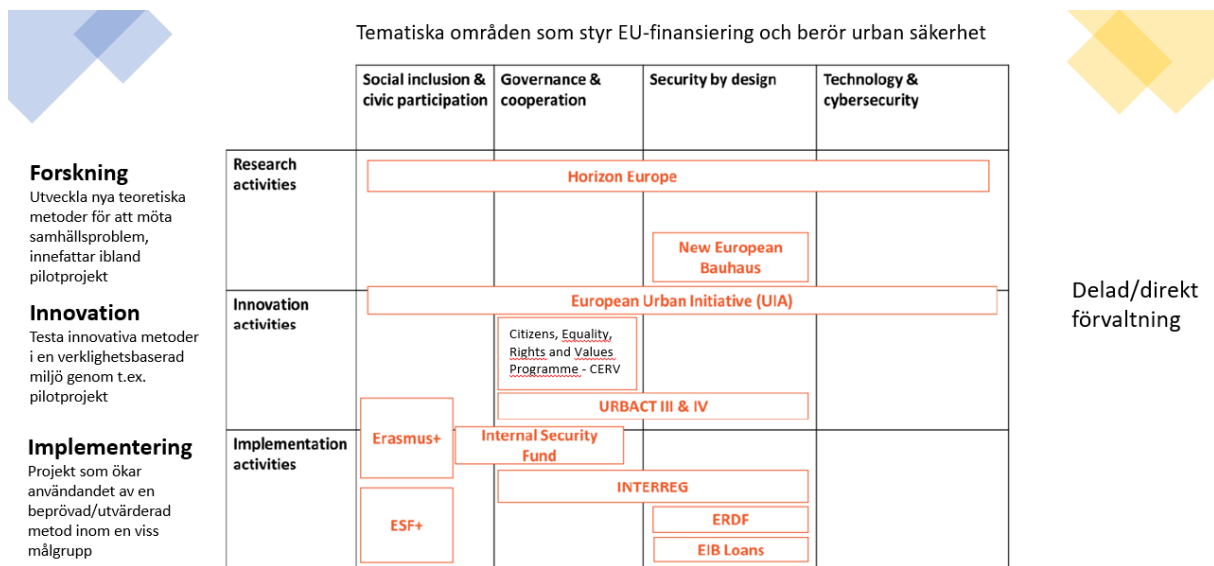 Tematiska områden som styr EU-finansiering och berör urban säkerhet
Social inclusion &
civic participation
Governance &
cooperation
Security by design
Technology &
cybersecurity
Forskning
Utveckla nya teoretiska
metoder för att möta
samhällsproblem,
innefattar ibland
pilotprojekt
Research
activities
Horizon Europe
New European
Bauhaus
Innovation
Testa innovativa metoder
i en verklighetsbaserad
miljö genom t.ex.
pilotprojekt
Innovation
activities
European Urban Initiative (UIA)
Citizens, Equality,
Rights and Values
Programme - CERV
URBACT III & IV
Implementering
Projekt som ökar
användandet av en
beprövad/utvärderad
metod inom en viss
målgrupp
Implementation
activities
Erasmus+
Internal Security
Fund
INTERREG
ESF+
ERDF
EIB Loans
Delad/direkt
förvaltning